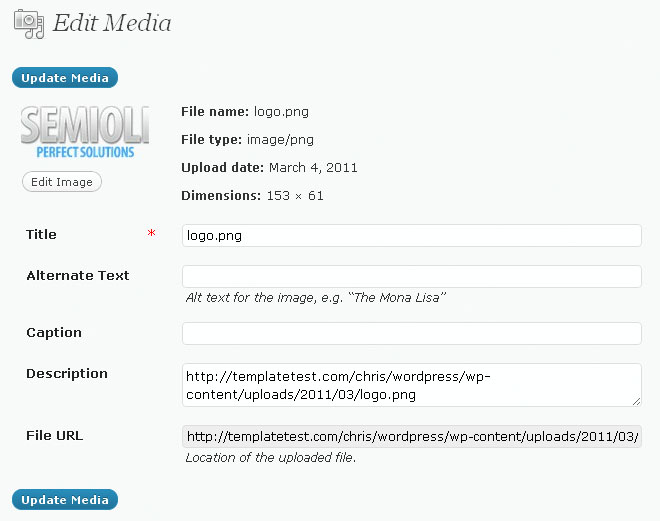 Edit Media
Update Media
SEMIOLI
PERFECT SOLUTIONS
Edit Image
File name: logo.png
File type: image/png
Upload date: March 4, 2011
Dimensions: 153 × 61
Title *
logo.png
Alternate Text
Alt text for the image, e.g. “The Mona Lisa”
Caption
Description
http://templatetest.com/chris/wordpress/wp-
content/uploads/2011/03/logo.png
File URL
http://templatetest.com/chris/wordpress/wp-content/uploads/2011/03/
Location of the uploaded file.
Update Media